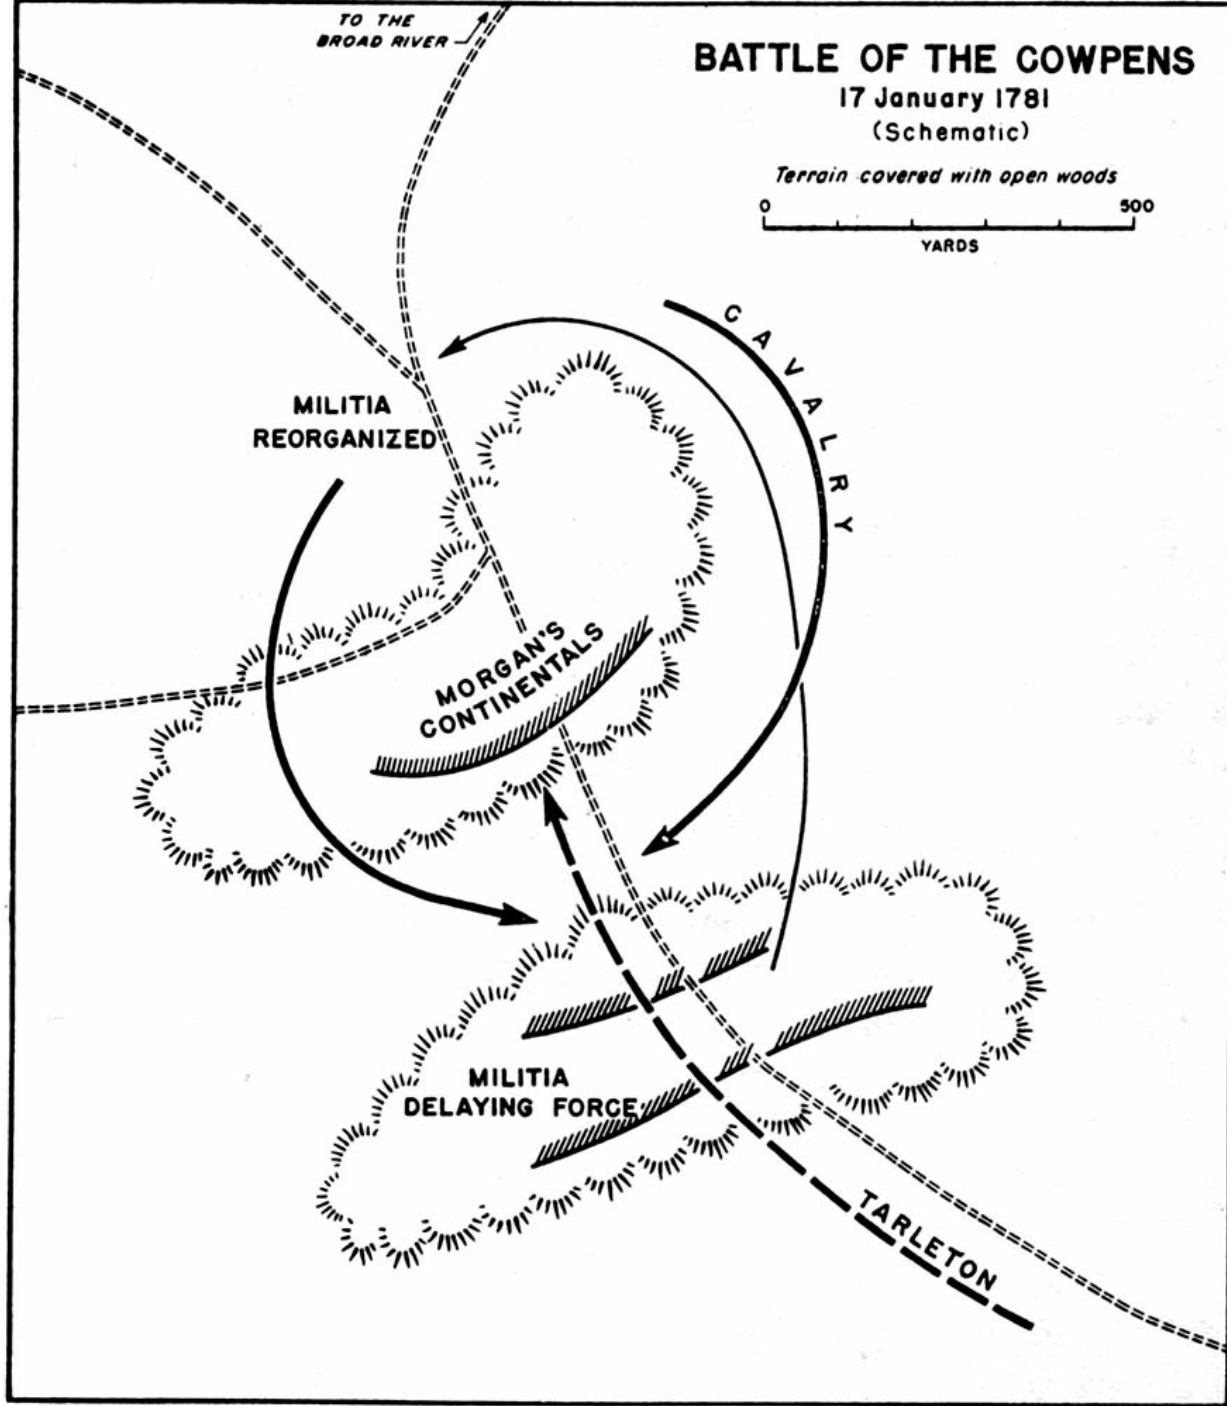 TO THE
BROAD RIVER
BATTLE OF THE COWPENS
17 January 1781
(Schematic)
Terrain covered with open woods
0 500
YARDS
CAVALRY
MILITIA
REORGANIZED
MORGAN'S
CONTINENTALS
MILITIA
DELAYING FORCE
TARLETON